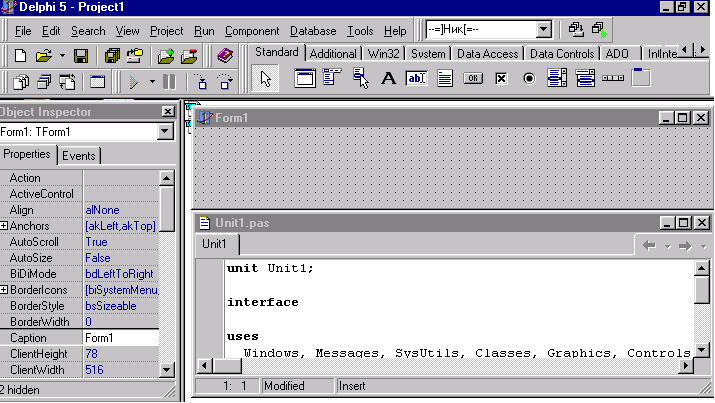 Delphi 5 - Project1
File Edit Search View Project Run Component Database Tools Help --=]Ник[=--
Standard Additional Win32 System Data Access Data Controls ADO InIntern
A ab OK
Object Inspector
Form1: TForm1
Properties Events
Action
ActiveControl
Align alNone
Anchors [akLeft,akTop]
AutoScroll True
AutoSize False
BiDiMode bdLeftToRight
BorderIcons [biSystemMenu,
BorderStyle bsSizeable
BorderWidth 0
Caption Form1
ClientHeight 78
ClientWidth 516
2 hidden
Form1
Unit1.pas
Unit1
unit Unit1;
interface
uses
Windows, Messages, SysUtils, Classes, Graphics, Controls
1: 1 Modified Insert